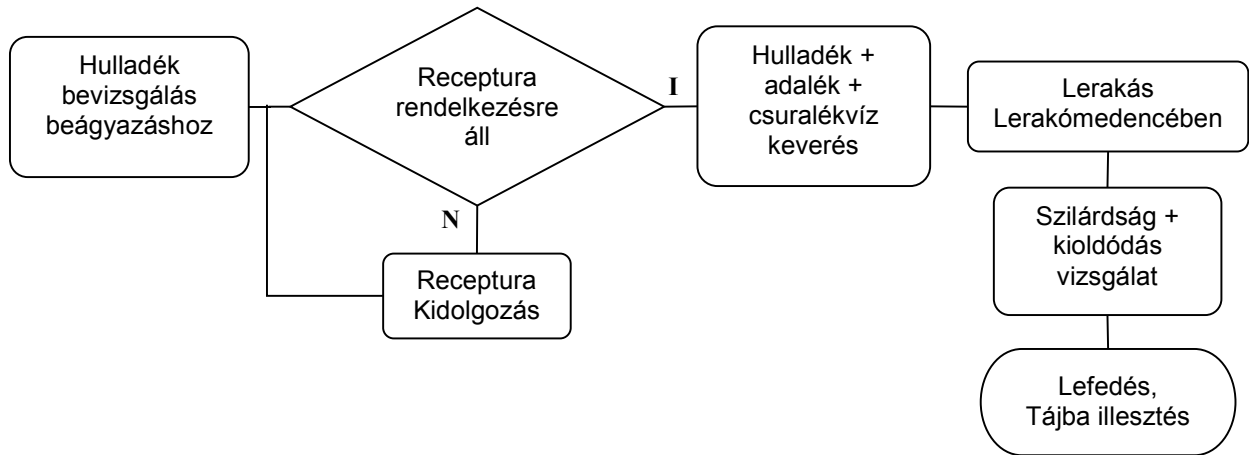 Hulladék
bevizsgálás
beágyazáshoz
Receptura
rendelkezésre
áll
I
Hulladék +
adalék +
csuralékvíz
keverés
Lerakás
Lerakómedencében
N
Receptura
Kidolgozás
Szilárdság +
kioldódás
vizsgálat
Lefedés,
Tájba illesztés